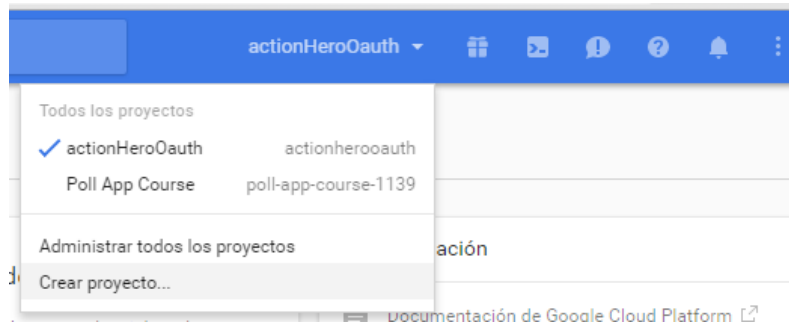 actionHeroOauth
Todos los proyectos
actionHeroOauth actionherooauth
Poll App Course poll-app-course-1139
Administrar todos los proyectos
ación
Crear proyecto...
Documentación de Google Cloud Platform